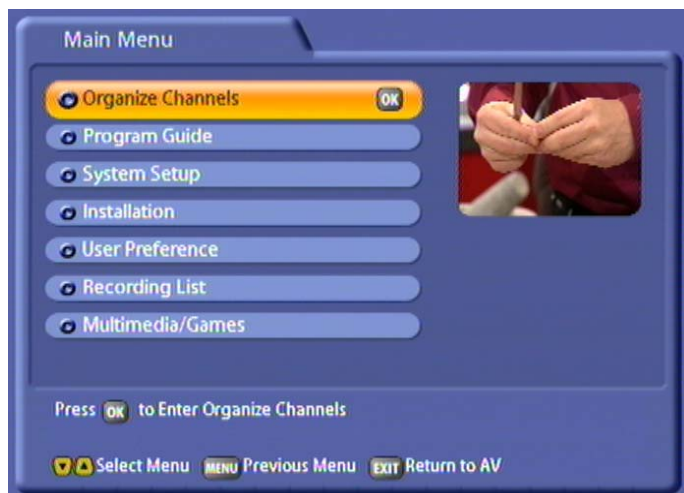 Main Menu
Organize Channels OK
Program Guide
System Setup
Installation
User Preference
Recording List
Multimedia/Games
Press OK to Enter Organize Channels
Select Menu MENU Previous Menu EXIT Return to AV